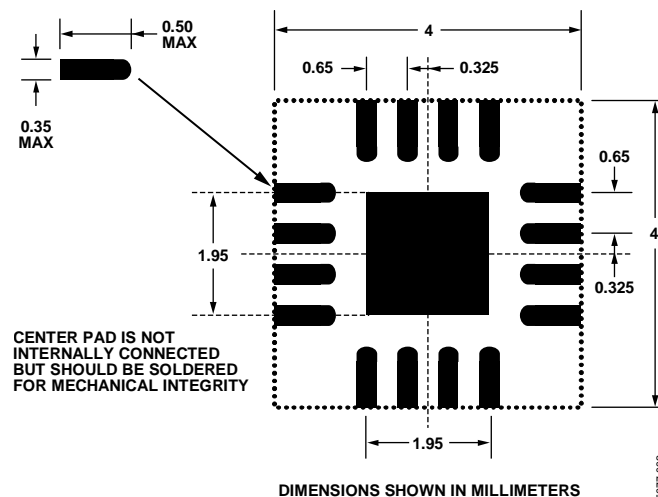 0.50
MAX
0.35
MAX
4
0.65
0.325
0.65
4
0.325
1.95
CENTER PAD IS NOT
INTERNALLY CONNECTED
BUT SHOULD BE SOLDERED
FOR MECHANICAL INTEGRITY
1.95
DIMENSIONS SHOWN IN MILLIMETERS